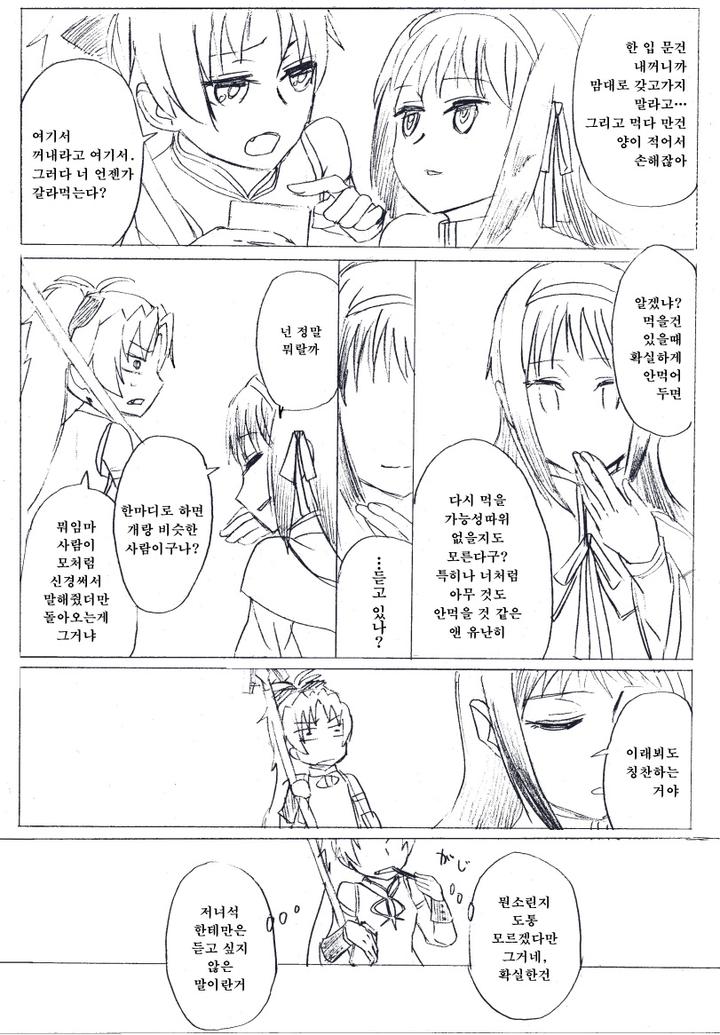 한 입 문건
내꺼니까
맘대로 갖고가지
말라고…
그리고 먹다 만건
양이 적어서
손해잖아
여기서
꺼내라고 여기서.
그러다 너 언젠가
갈라먹는다?
알겠냐?
먹을건
있을때
확실하게
안먹어
두면
다시 먹을
가능성따위
없을지도
모른다구?
특히나 너처럼
아무 것도
안먹을 것 같은
앤 유난히
…듣고 있냐?
넌 정말
뭐랄까
한마디로 하면
개랑 비슷한
사람이구나?
뭐임마
사람이
모처럼
신경써서
말해줬더만
돌아오는게
그거냐
이래뵈도
칭찬하는
거야
がじ
뭔소린지
도통
모르겠다만
그거네,
확실한건
저녀석
한테만은
듣고 싶지
않은
말이란거